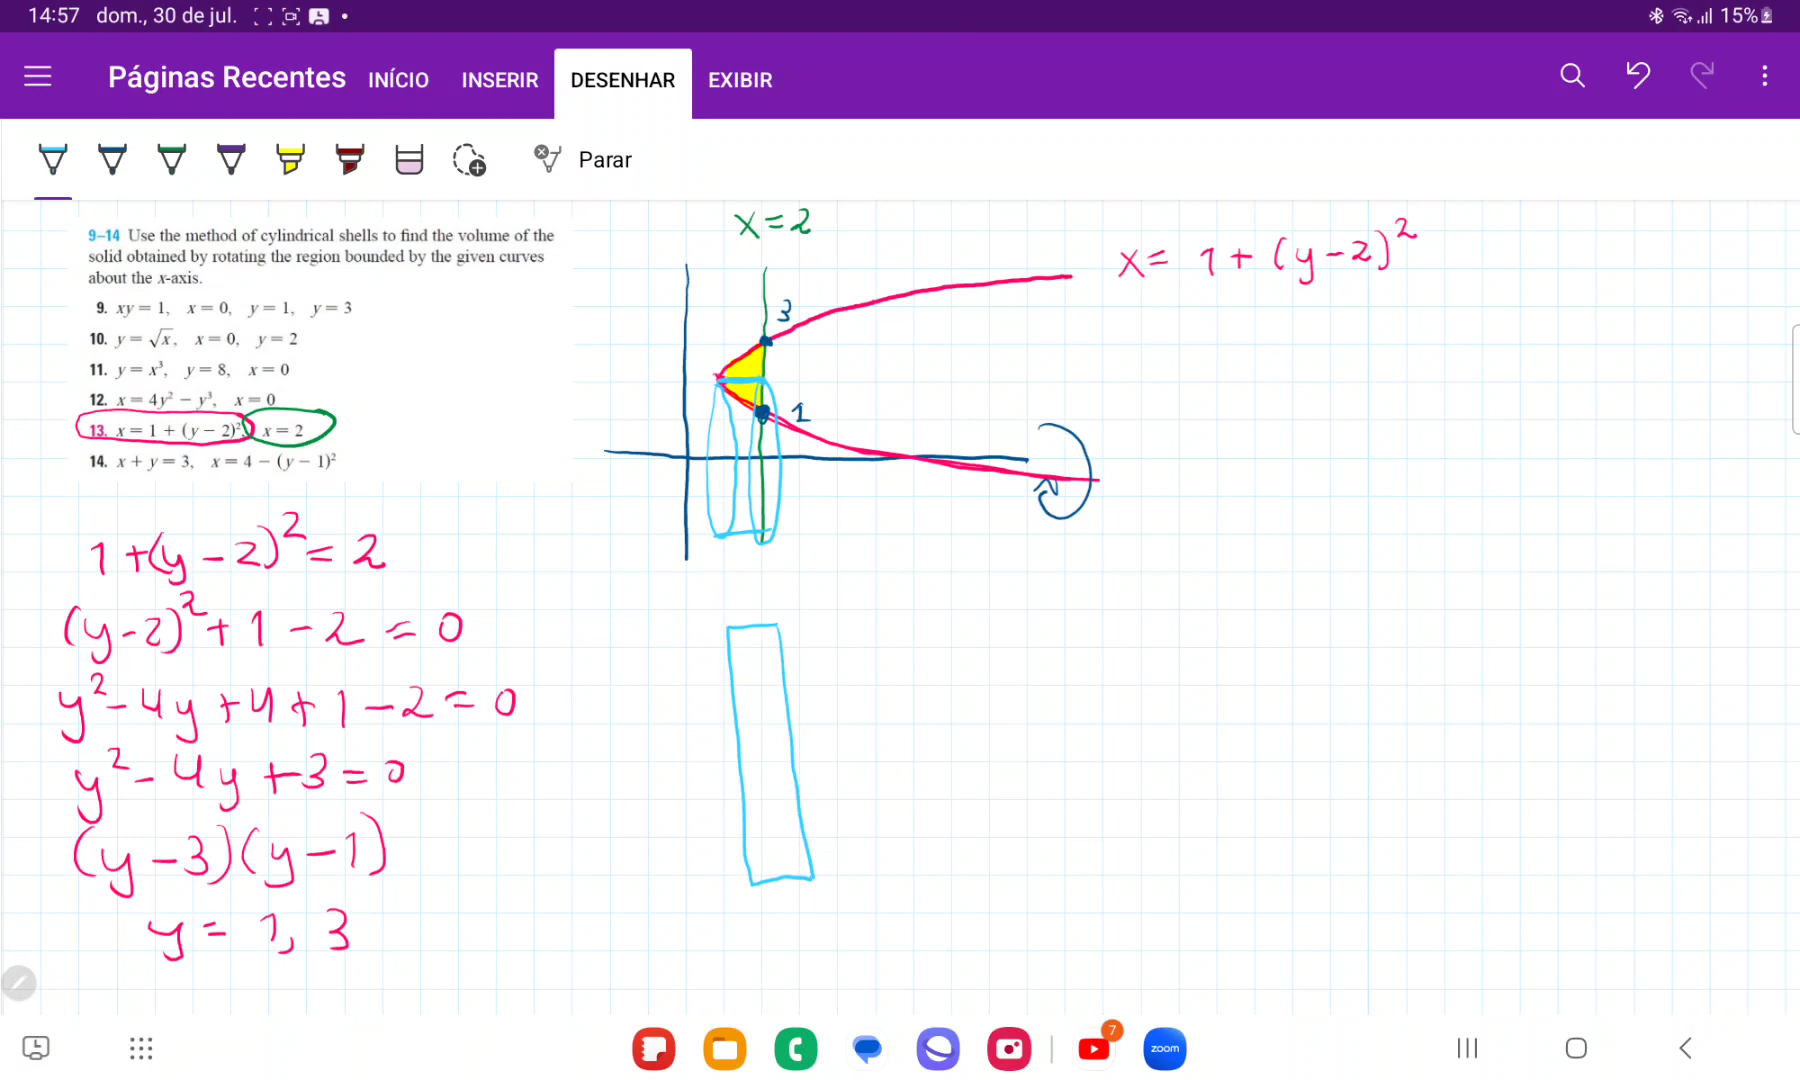 14:57 dom., 30 de jul. 15%
Páginas Recentes INÍCIO INSERIR DESENHAR EXIBIR
Parar
9–14 Use the method of cylindrical shells to find the volume of the
solid obtained by rotating the region bounded by the given curves
about the x-axis.
9. xy = 1, x = 0, y = 1, y = 3
10. y = √x, x = 0, y = 2
11. y = x³, y = 8, x = 0
12. x = 4y² − y³, x = 0
13. x = 1 + (y − 2)², x = 2
14. x + y = 3, x = 4 − (y − 1)²
x = 2
x = 1 + (y − 2)²
3
1
1 + (y − 2)² = 2
(y − 2)² + 1 − 2 = 0
y² − 4y + 4 + 1 − 2 = 0
y² − 4y + 3 = 0
(y − 3)(y − 1)
y = 1, 3
7
zoom